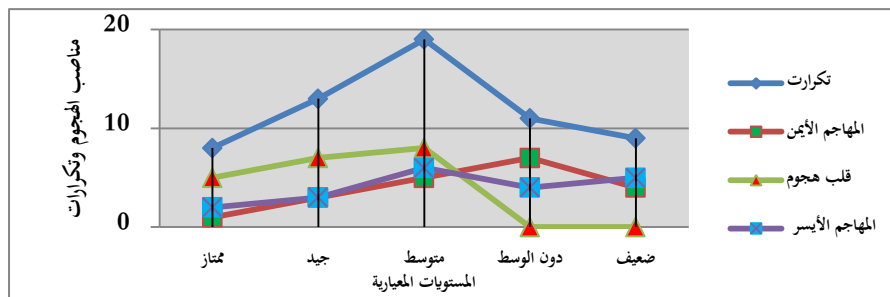 مناصب الهجوم وتكرارات
20
10
0
ممتاز
جيد
متوسط
دون الوسط
ضعيف
المستويات المعيارية
تكرارت
المهاجم الأيمن
قلب هجوم
المهاجم الأيسر